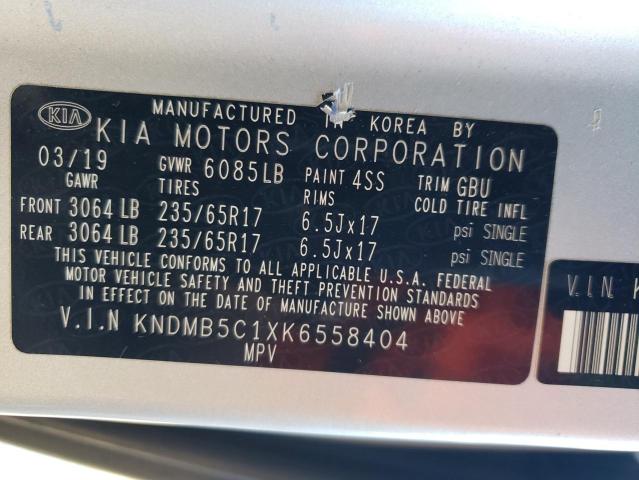 KIA
MANUFACTURED IN KOREA BY
KIA MOTORS CORPORATION
03/19 GVWR 6085LB PAINT 4SS TRIM GBU
GAWR TIRES RIMS COLD TIRE INFL
FRONT 3064 LB 235/65R17 6.5Jx17 psi SINGLE
REAR 3064 LB 235/65R17 6.5Jx17 psi SINGLE
THIS VEHICLE CONFORMS TO ALL APPLICABLE U.S.A. FEDERAL
MOTOR VEHICLE SAFETY AND THEFT PREVENTION STANDARDS
IN EFFECT ON THE DATE OF MANUFACTURE SHOWN ABOVE
V.I.N KNDMB5C1XK6558404
MPV
V.I.N K